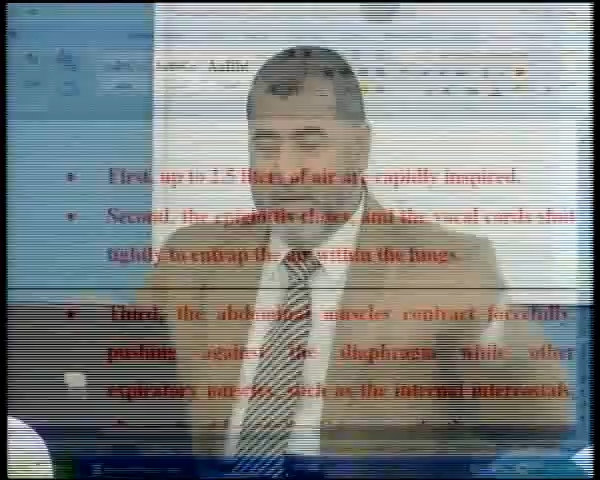 • First, up to 2.5 liters of air are rapidly inspired.
• Second, the epiglottis closes, and the vocal cords shut
tightly to entrap the air within the lungs.
• Third, the abdominal muscles contract forcefully,
pushing against the diaphragm while other
expiratory muscles, such as the internal intercostals,